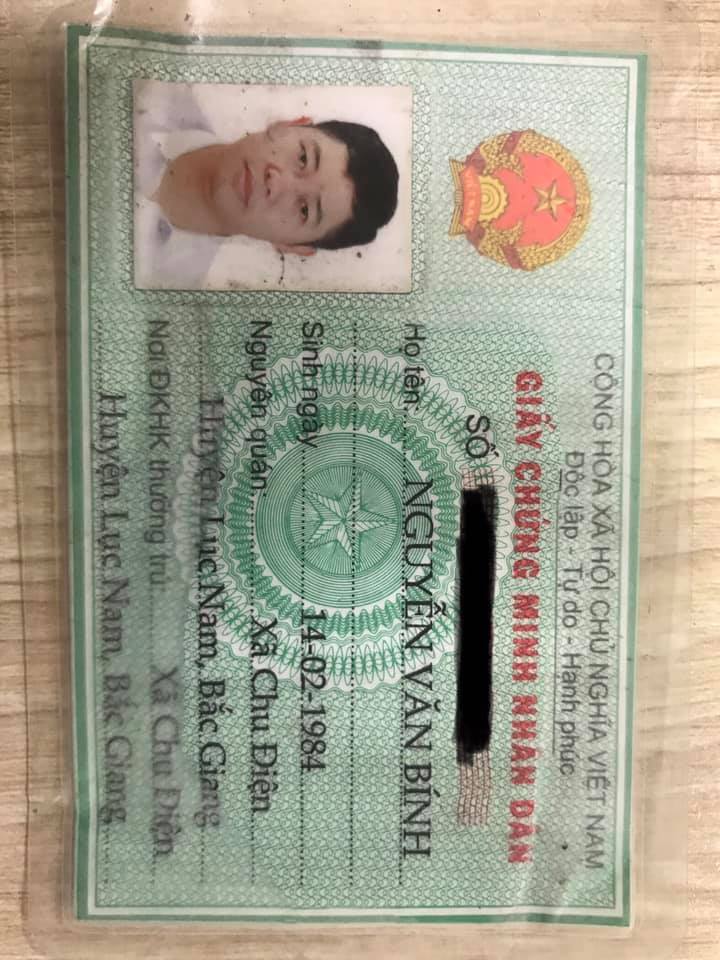 CỘNG HÒA XÃ HỘI CHỦ NGHĨA VIỆT NAM
Độc lập - Tự do - Hạnh phúc
GIẤY CHỨNG MINH NHÂN DÂN
SỐ
Họ tên: NGUYỄN VĂN BÍNH
Sinh ngày 14-02-1984
Nguyên quán: Xã Chu Điện
Huyện Lục Nam, Bắc Giang
Nơi ĐKHK thường trú: Xã Chu Điện
Huyện Lục Nam, Bắc Giang